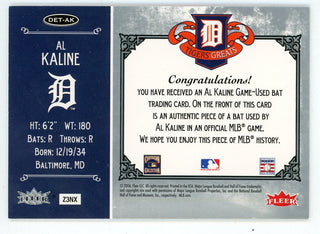 DET-AK
AL
KALINE
D
HT: 6'2" WT: 180
BATS: R THROWS: R
BORN: 12/19/34
BALTIMORE, MD
FLEER
Z3NX
D
TIGERS GREATS
Congratulations!
YOU HAVE RECEIVED AN AL KALINE GAME-USED BAT
TRADING CARD. ON THE FRONT OF THIS CARD
IS AN AUTHENTIC PIECE OF A BAT USED BY
AL KALINE IN AN OFFICIAL MLB® GAME.
WE HOPE YOU ENJOY THIS PIECE OF MLB® HISTORY.
FLEER